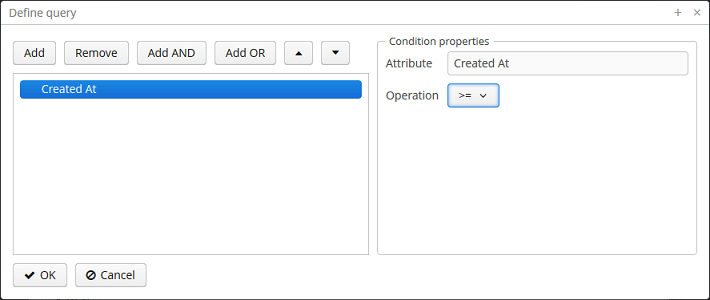 Define query
Add Remove Add AND Add OR
Created At
Condition properties
Attribute Created At
Operation >=
OK Cancel